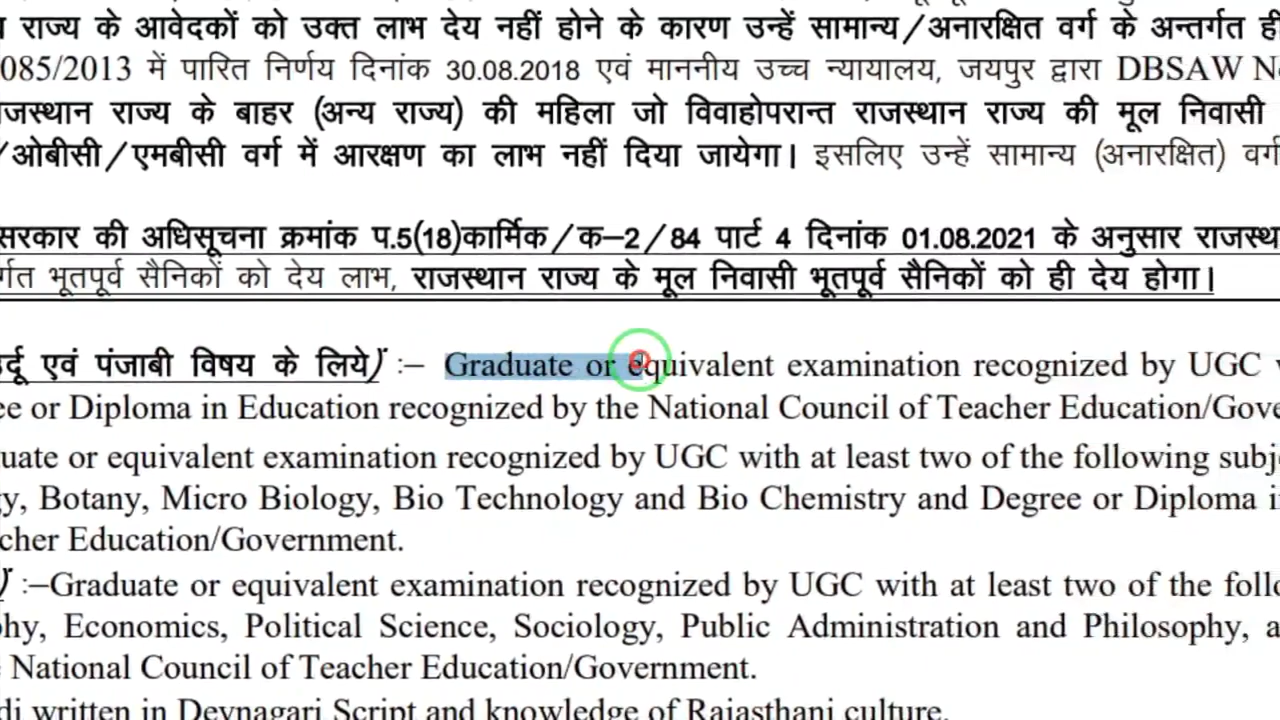 राज्य के आवेदकों को उक्त लाभ देय नहीं होने के कारण उन्हें सामान्य/अनारक्षित वर्ग के अन्तर्गत ही
085/2013 में पारित निर्णय दिनांक 30.08.2018 एवं माननीय उच्च न्यायालय, जयपुर द्वारा DBSAW
जस्थान राज्य के बाहर (अन्य राज्य) की महिला जो विवाहोपरान्त राजस्थान राज्य की मूल निवासी
/ओबीसी/एमबीसी वर्ग में आरक्षण का लाभ नहीं दिया जायेगा। इसलिए उन्हें सामान्य (अनारक्षित) वर्ग
सरकार की अधिसूचना क्रमांक प.5(18)कार्मिक/क–2/84 पार्ट 4 दिनांक 01.08.2021 के अनुसार राजस्थ
र्गत भूतपूर्व सैनिकों को देय लाभ, राजस्थान राज्य के मूल निवासी भूतपूर्व सैनिकों को ही देय होगा।
र्दू एवं पंजाबी विषय के लिये) :– Graduate or equivalent examination recognized by UGC
ee or Diploma in Education recognized by the National Council of Teacher Education/Gove
uate or equivalent examination recognized by UGC with at least two of the following subj
gy, Botany, Micro Biology, Bio Technology and Bio Chemistry and Degree or Diploma i
cher Education/Government.
) :–Graduate or equivalent examination recognized by UGC with at least two of the follo
phy, Economics, Political Science, Sociology, Public Administration and Philosophy, a
National Council of Teacher Education/Government.
di written in Devnagari Script and knowledge of Rajasthani culture.